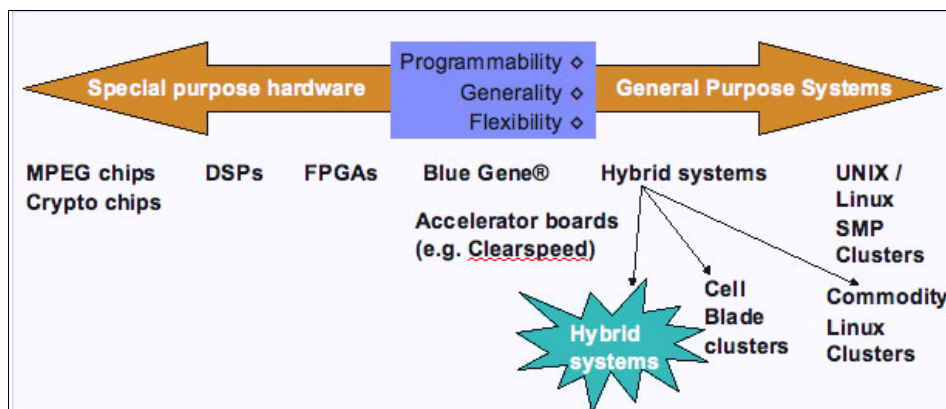 Special purpose hardware
Programmability ◇
Generality ◇
Flexibility ◇
General Purpose Systems
MPEG chips
Crypto chips
DSPs
FPGAs
Blue Gene®
Accelerator boards
(e.g. Clearspeed)
Hybrid systems
UNIX /
Linux
SMP
Clusters
Hybrid
systems
Cell
Blade
clusters
Commodity
Linux
Clusters